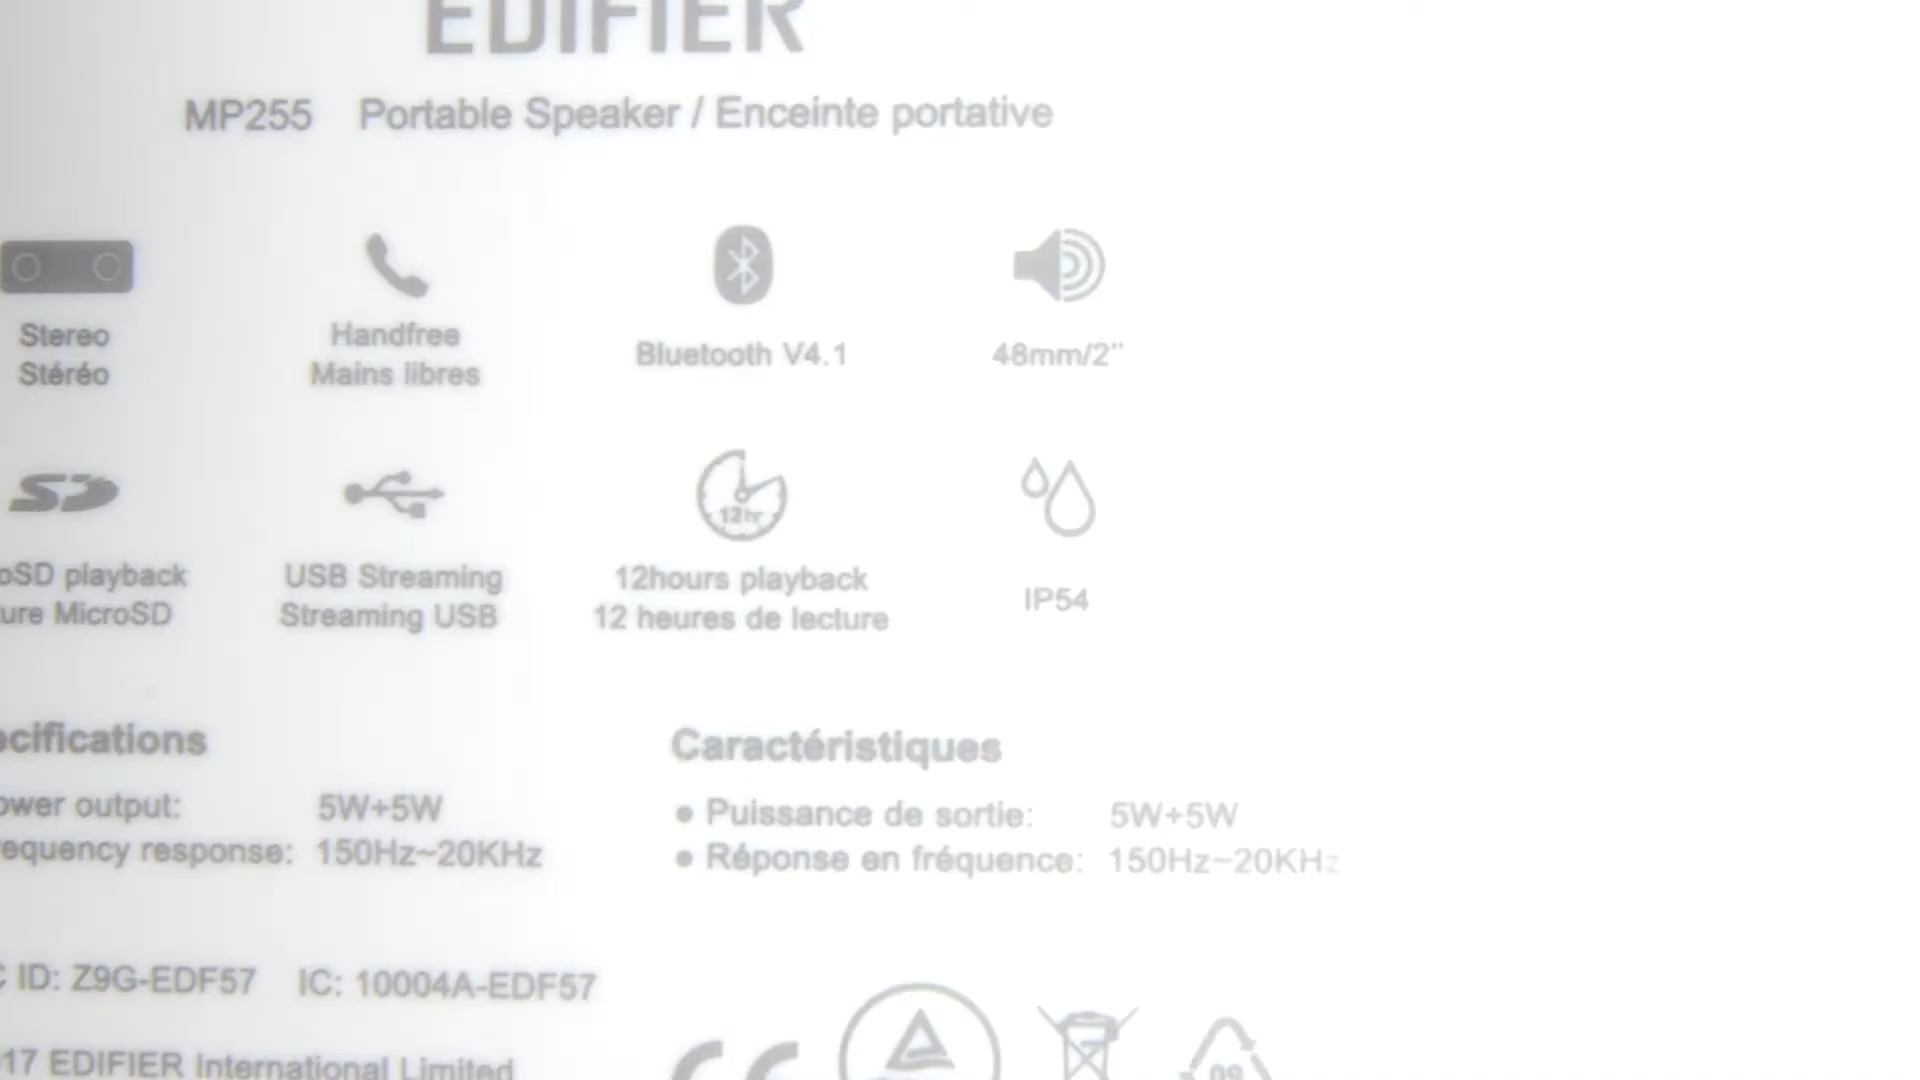 EDIFIER
MP255 Portable Speaker / Enceinte portative
Stereo
Stéréo
Handfree
Mains libres
Bluetooth V4.1
48mm/2"
oSD playback
ure MicroSD
USB Streaming
Streaming USB
12hr
12hours playback
12 heures de lecture
IP54
ecifications
ower output: 5W+5W
requency response: 150Hz~20KHz
Caractéristiques
• Puissance de sortie: 5W+5W
• Réponse en fréquence: 150Hz~20KHz
C ID: Z9G-EDF57 IC: 10004A-EDF57
17 EDIFIER International Limited
CE